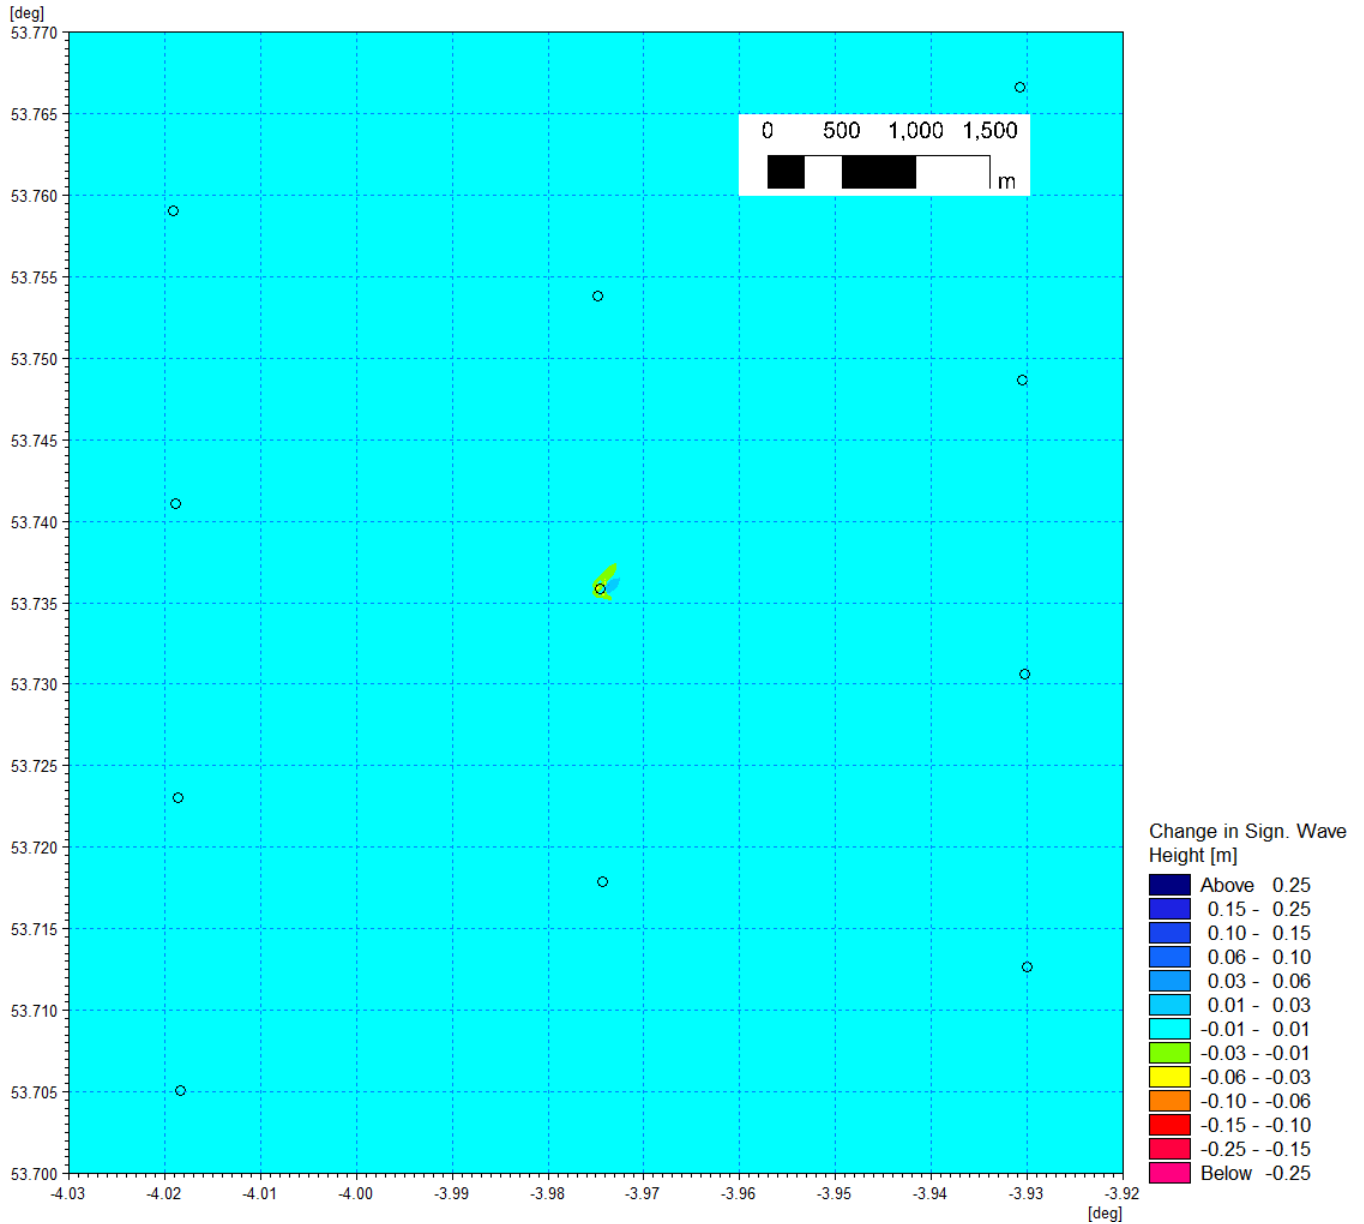 [deg]
53.770
53.765
53.760
53.755
53.750
53.745
53.740
53.735
53.730
53.725
53.720
53.715
53.710
53.705
53.700
0 500 1,000 1,500
m
-4.03 -4.02 -4.01 -4.00 -3.99 -3.98 -3.97 -3.96 -3.95 -3.94 -3.93 -3.92
[deg]
Change in Sign. Wave
Height [m]
Above 0.25
0.15 - 0.25
0.10 - 0.15
0.06 - 0.10
0.03 - 0.06
0.01 - 0.03
-0.01 - 0.01
-0.03 - -0.01
-0.06 - -0.03
-0.10 - -0.06
-0.15 - -0.10
-0.25 - -0.15
Below -0.25